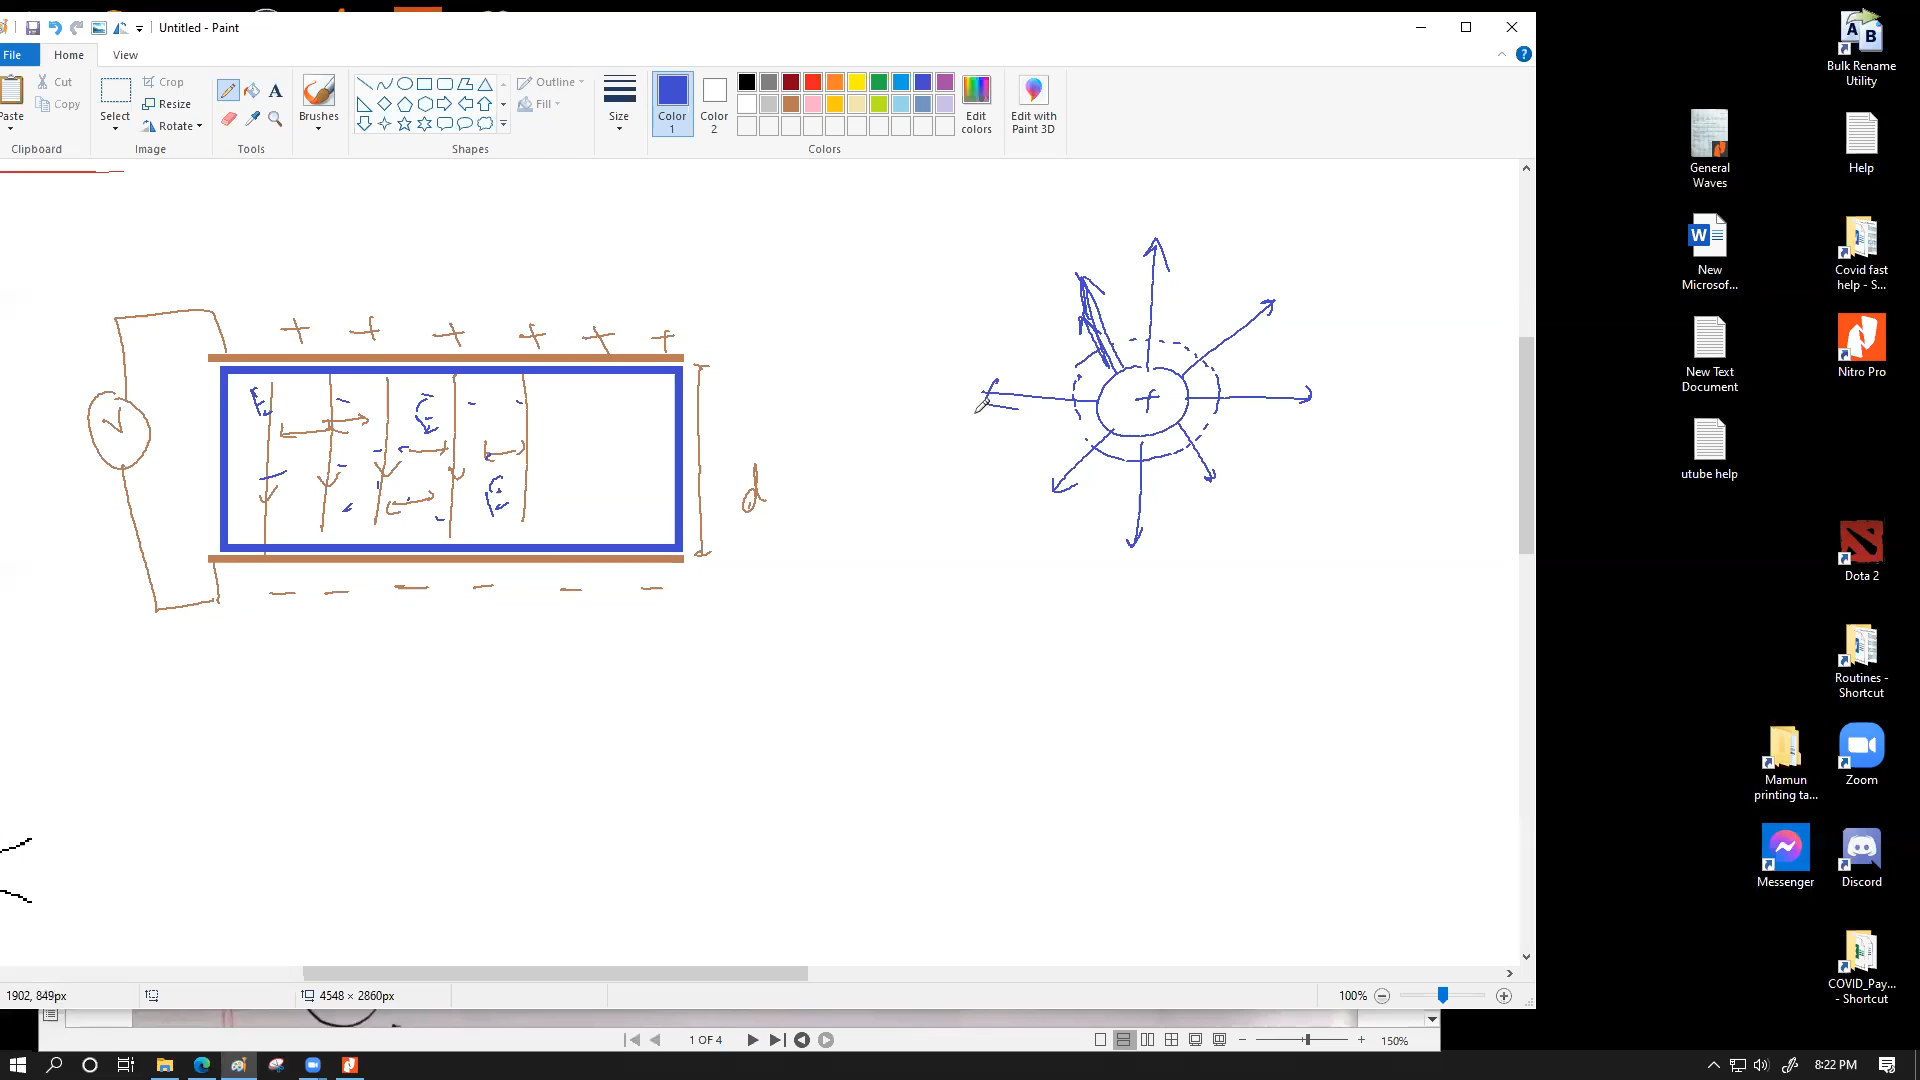 Untitled - Paint
File Home View
Cut
Copy
Paste
Clipboard
Crop
Resize
Rotate
Select
Image
Tools
Brushes
Shapes
Outline
Fill
Size
Color 1
Color 2
Edit colors
Colors
Edit with Paint 3D
+ + + + + +
V
E
E
E
d
+
- - - - - -
1902, 849px
4548 × 2860px
100%
1 OF 4
150%
8:22 PM
Bulk Rename Utility
General Waves
Help
New Microsof...
Covid fast help - S...
New Text Document
Nitro Pro
utube help
Dota 2
Routines - Shortcut
Mamun printing ta...
Zoom
Messenger
Discord
COVID_Pay... - Shortcut